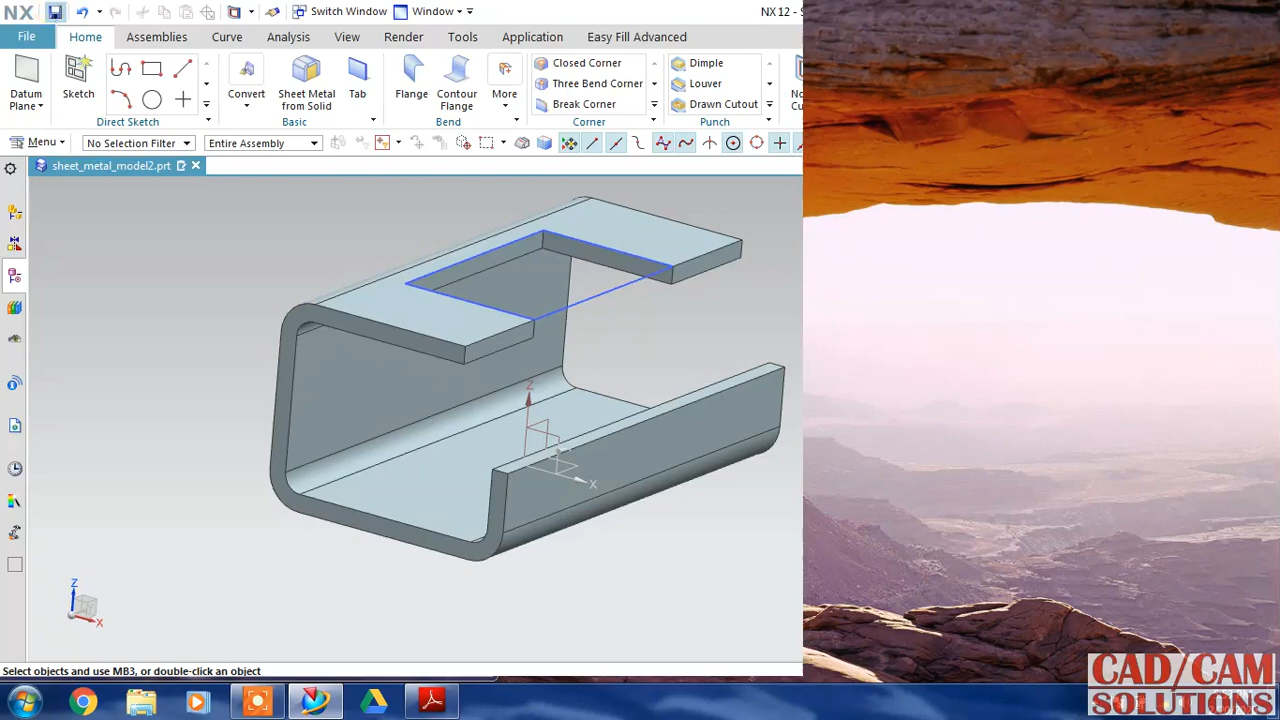 NX
Switch Window
Window
NX 12 - S
File
Home
Assemblies
Curve
Analysis
View
Render
Tools
Application
Easy Fill Advanced
Datum
Plane
Sketch
Direct Sketch
Convert
Sheet Metal
from Solid
Tab
Basic
Flange
Contour
Flange
More
Bend
Closed Corner
Three Bend Corner
Break Corner
Corner
Dimple
Louver
Drawn Cutout
Punch
No
Cu
Menu
No Selection Filter
Entire Assembly
sheet_metal_model2.prt
Z
X
Z
X
Select objects and use MB3, or double-click an object
CAD/CAM
SOLUTIONS